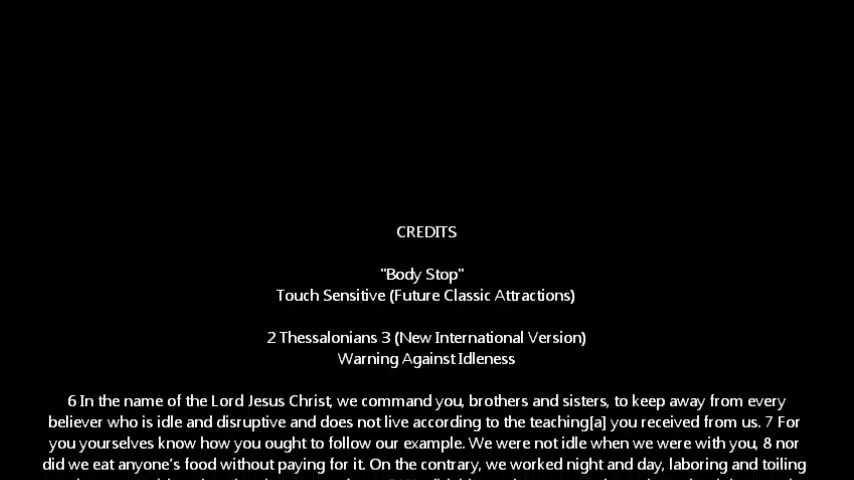 CREDITS
"Body Stop"
Touch Sensitive (Future Classic Attractions)
2 Thessalonians 3 (New International Version)
Warning Against Idleness
6 In the name of the Lord Jesus Christ, we command you, brothers and sisters, to keep away from every
believer who is idle and disruptive and does not live according to the teaching[a] you received from us. 7 For
you yourselves know how you ought to follow our example. We were not idle when we were with you, 8 nor
did we eat anyone's food without paying for it. On the contrary, we worked night and day, laboring and toiling